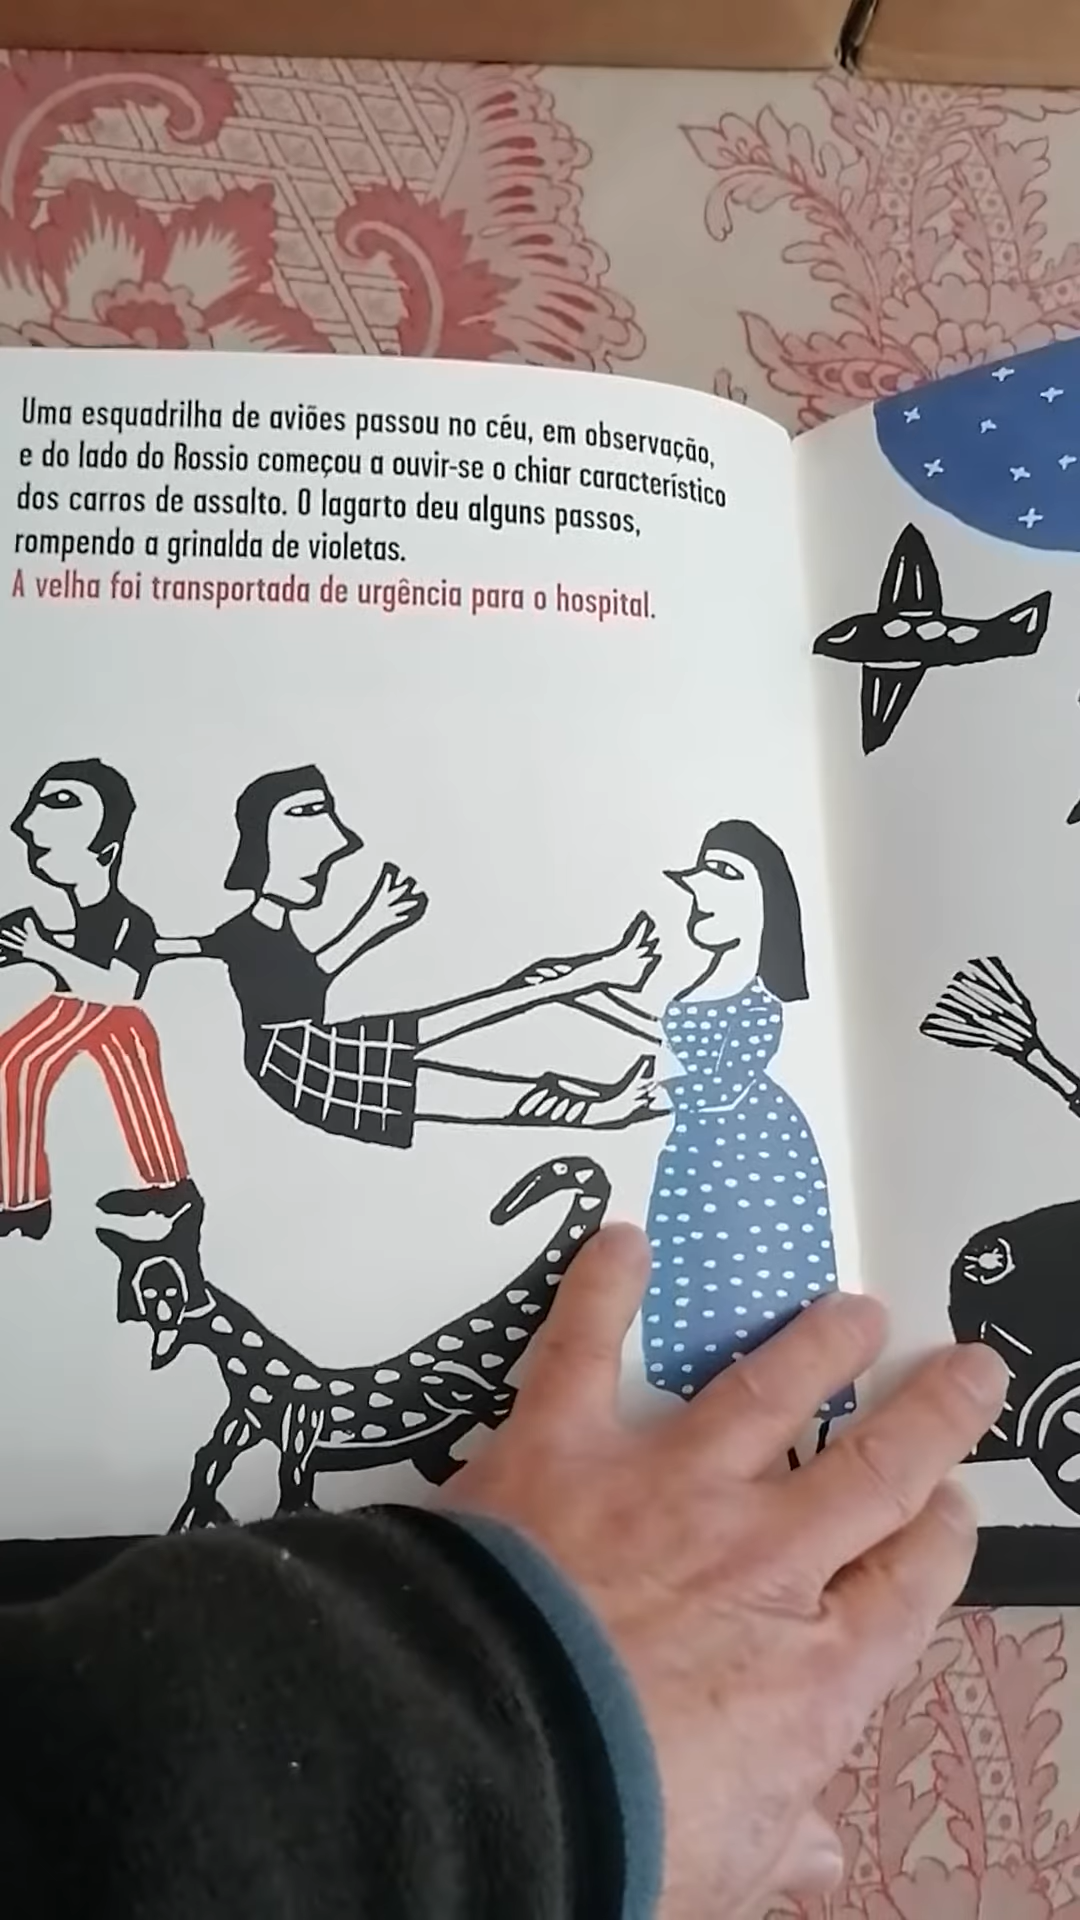 Uma esquadrilha de aviões passou no céu, em observação,
e do lado do Rossio começou a ouvir-se o chiar característico
dos carros de assalto. O lagarto deu alguns passos,
rompendo a grinalda de violetas.
A velha foi transportada de urgência para o hospital.